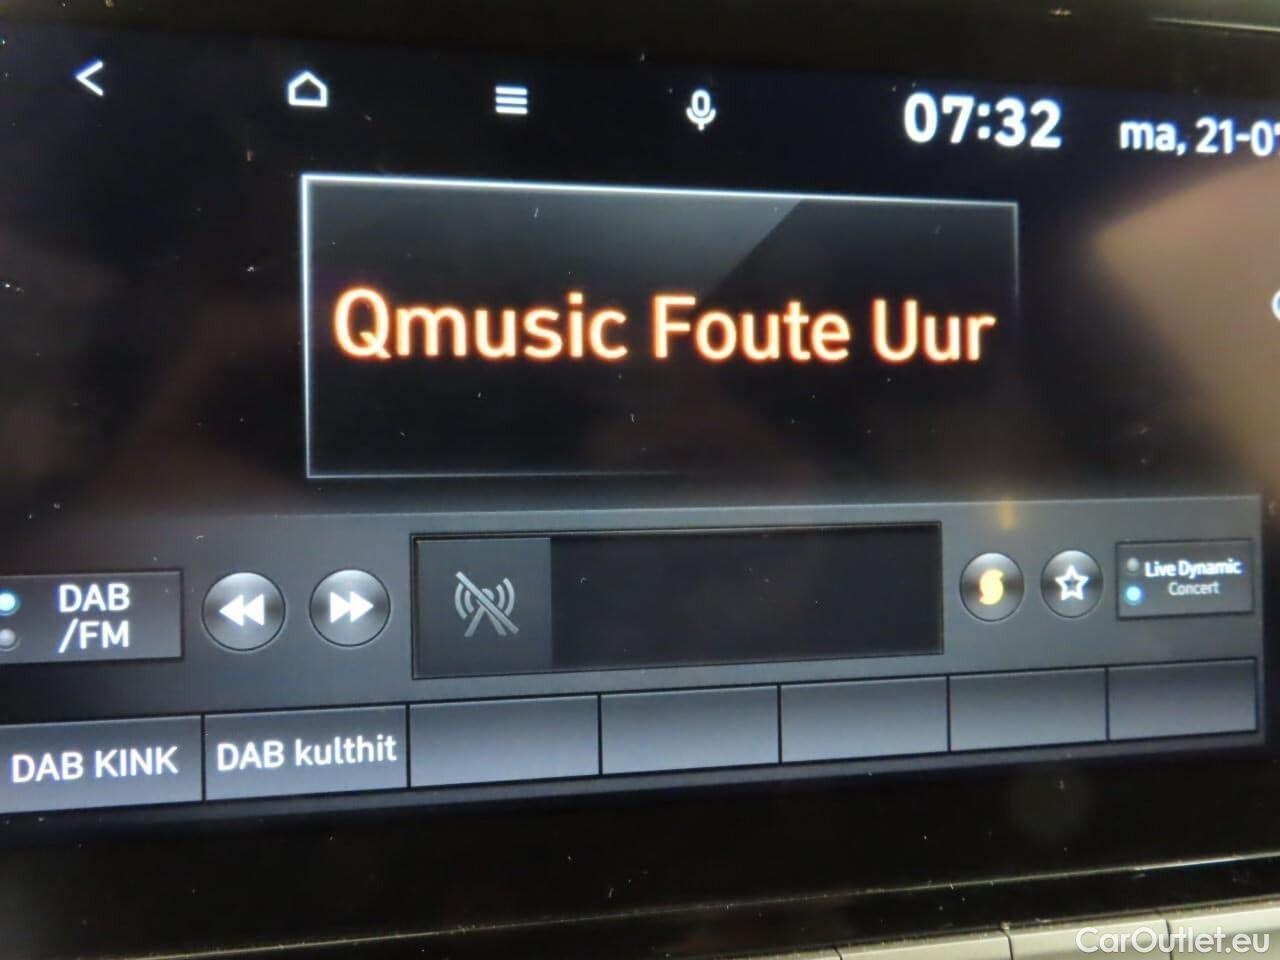 07:32
ma, 21-0
Qmusic Foute Uur
DAB
/FM
Live Dynamic
Concert
DAB KINK
DAB kulthit
CarOutlet.eu